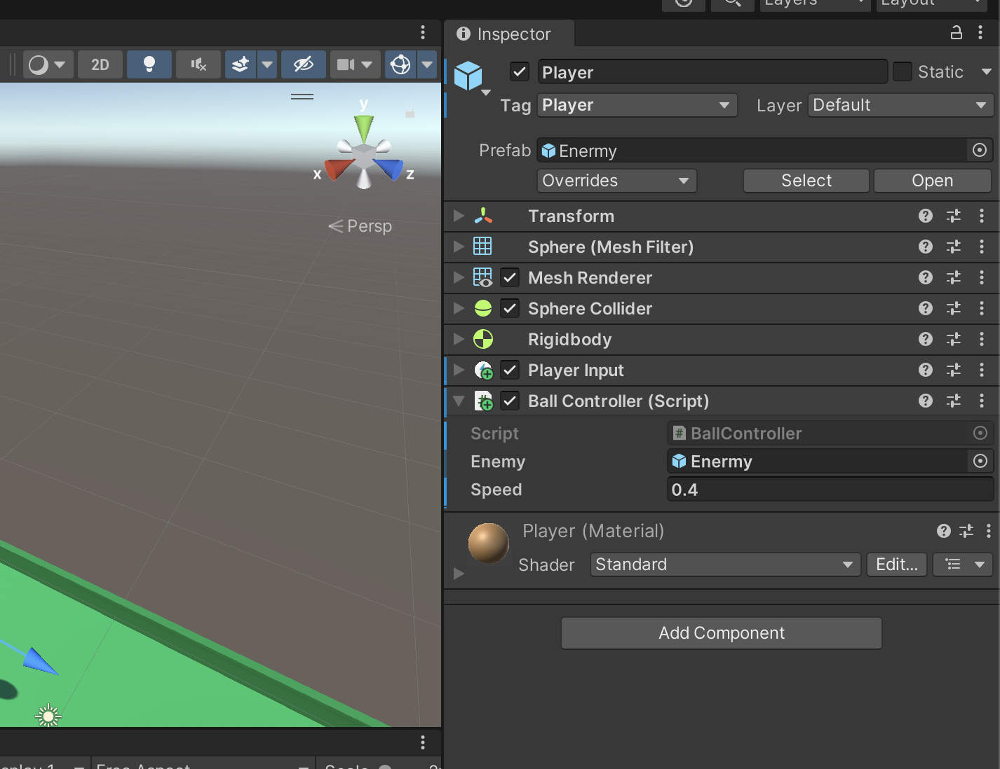 Layers
Layout
Inspector
2D
Player
Static
Tag
Player
Layer
Default
Prefab
Enermy
Overrides
Select
Open
y
x
z
Persp
Transform
Sphere (Mesh Filter)
Mesh Renderer
Sphere Collider
Rigidbody
Player Input
#
Ball Controller (Script)
Script
# BallController
Enemy
Enermy
Speed
0.4
Player (Material)
Shader
Standard
Edit...
Add Component
Free Aspect
Scale